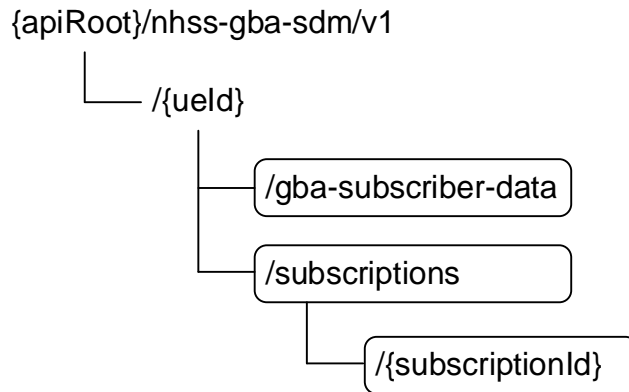 {apiRoot}/nhss-gba-sdm/v1
/{ueId}
/gba-subscriber-data
/subscriptions
/{subscriptionId}